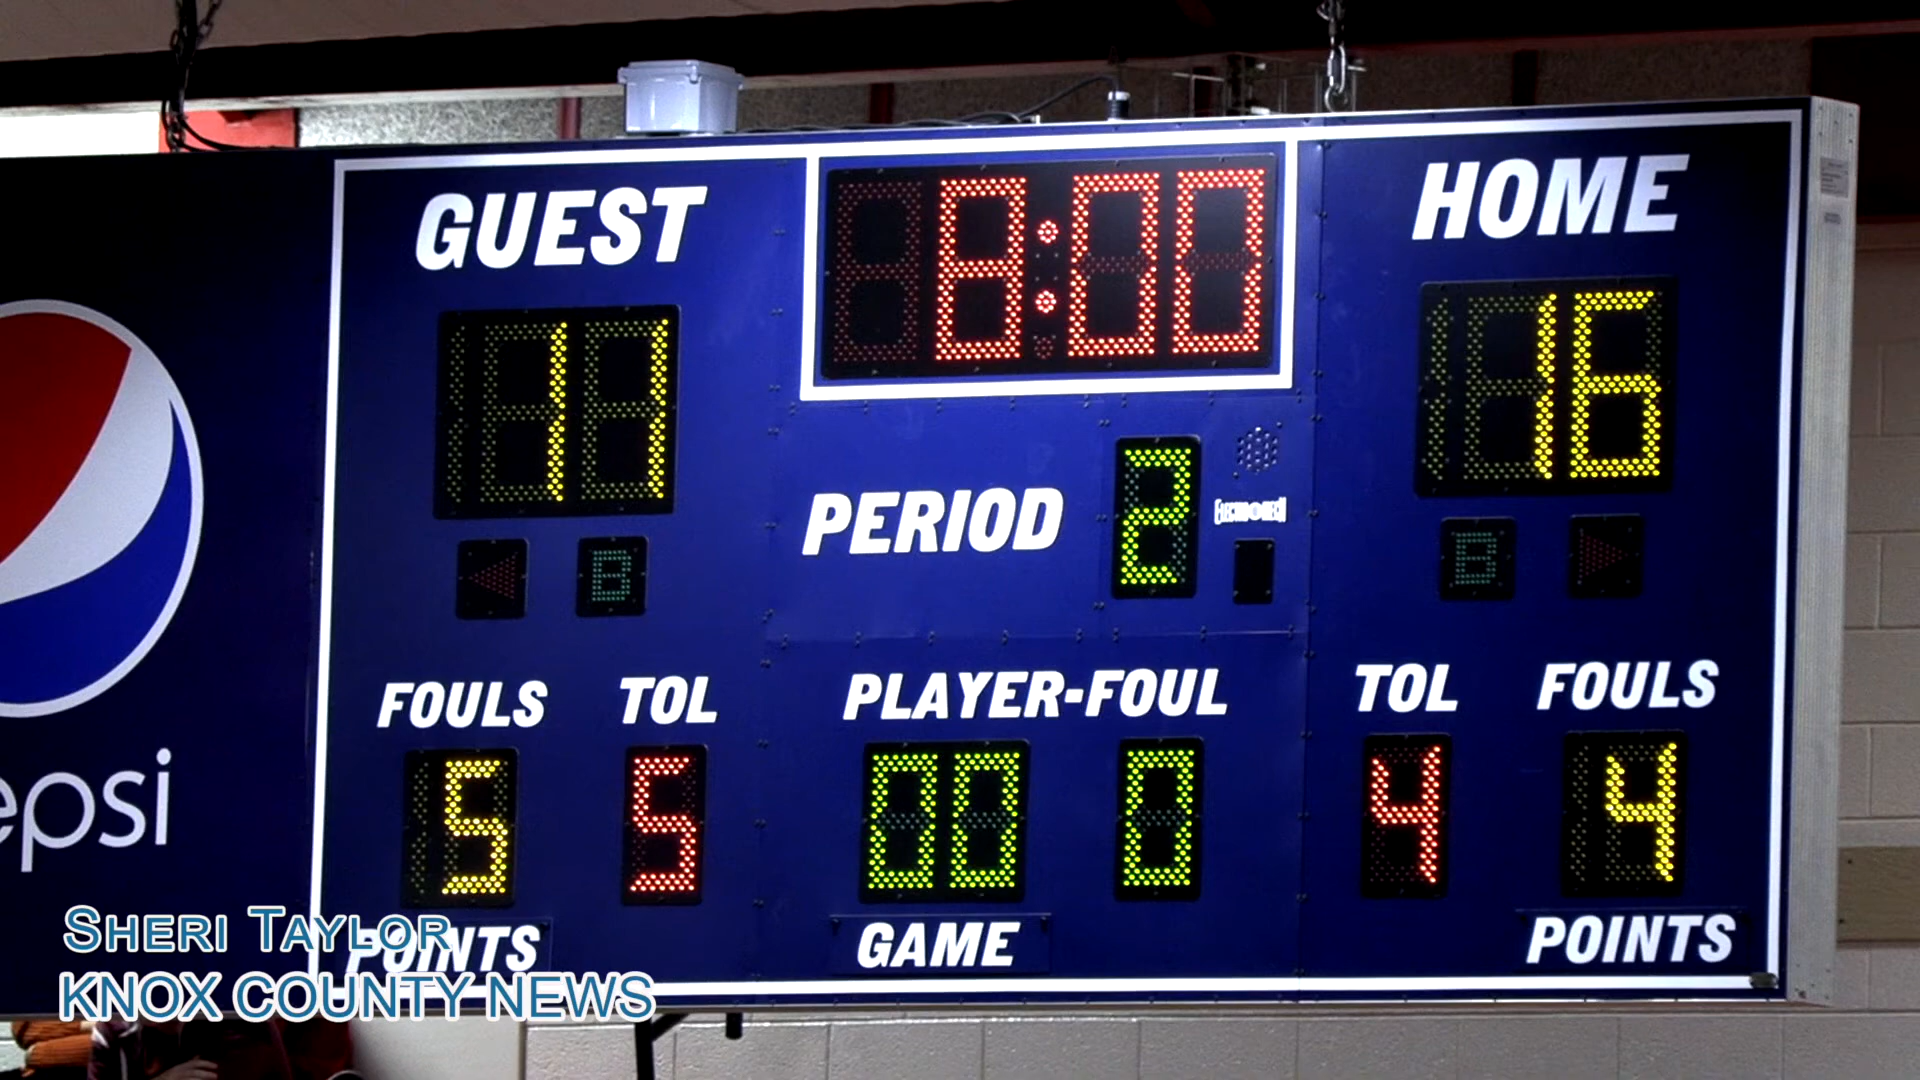 GUEST
8:00
HOME
11
16
PERIOD 2
B
B
FOULS TOL PLAYER-FOUL TOL FOULS
5 5 00 0 4 4
POINTS GAME POINTS
epsi
SHERI TAYLOR
KNOX COUNTY NEWS